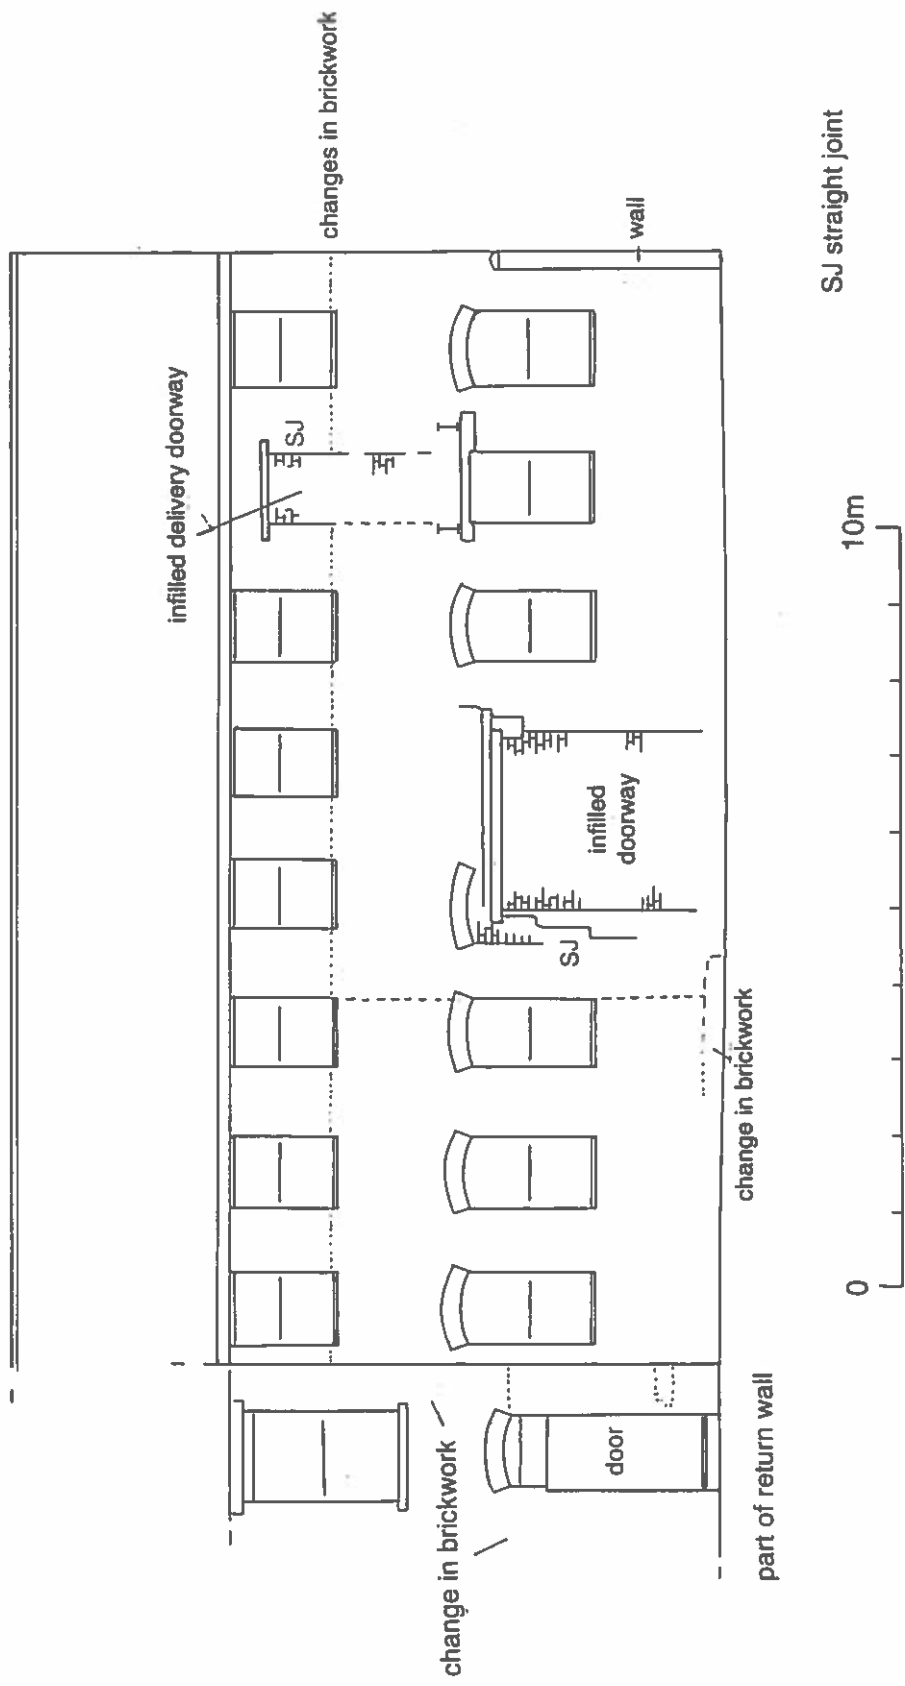 infilled delivery doorway
changes in brickwork
SJ
wall
infilled
doorway
SJ
change in brickwork
door
change in brickwork
part of return wall
SJ straight joint
0
10m